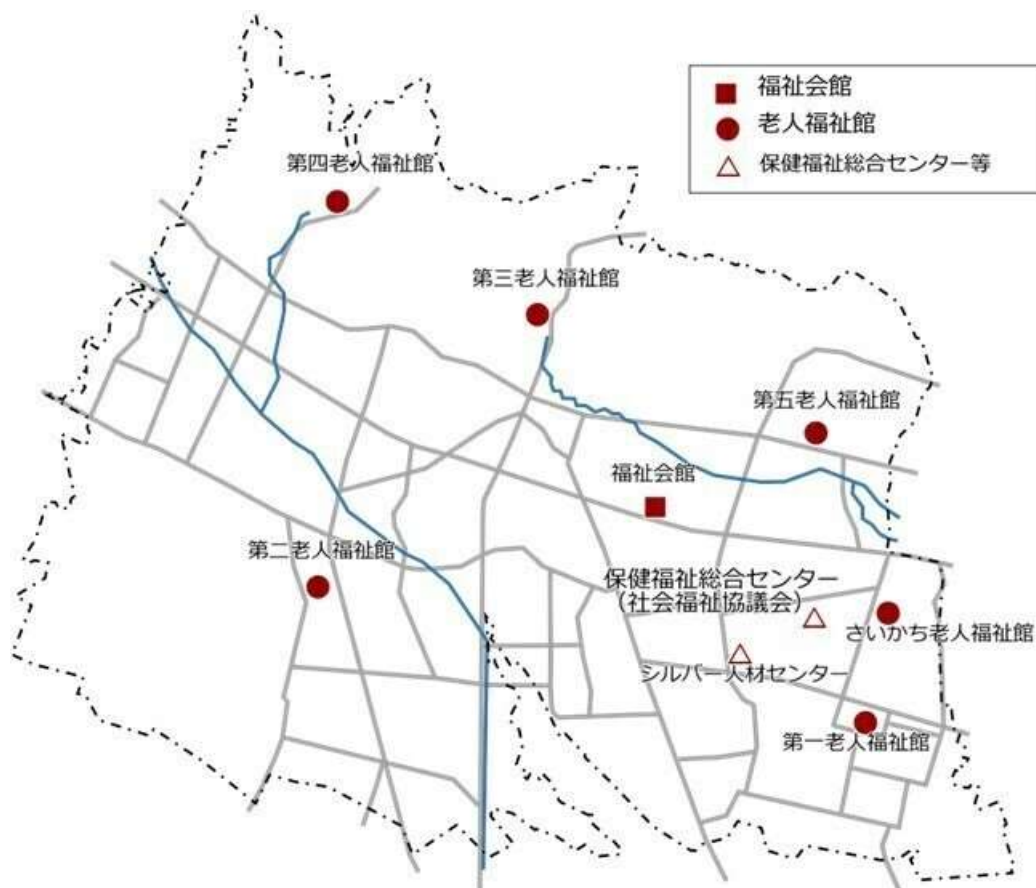 福祉会館
老人福祉館
保健福祉総合センター等
第四老人福祉館
第三老人福祉館
第五老人福祉館
福祉会館
第二老人福祉館
保健福祉総合センター
(社会福祉協議会)
さいかち老人福祉館
シルバー人材センター
第一老人福祉館